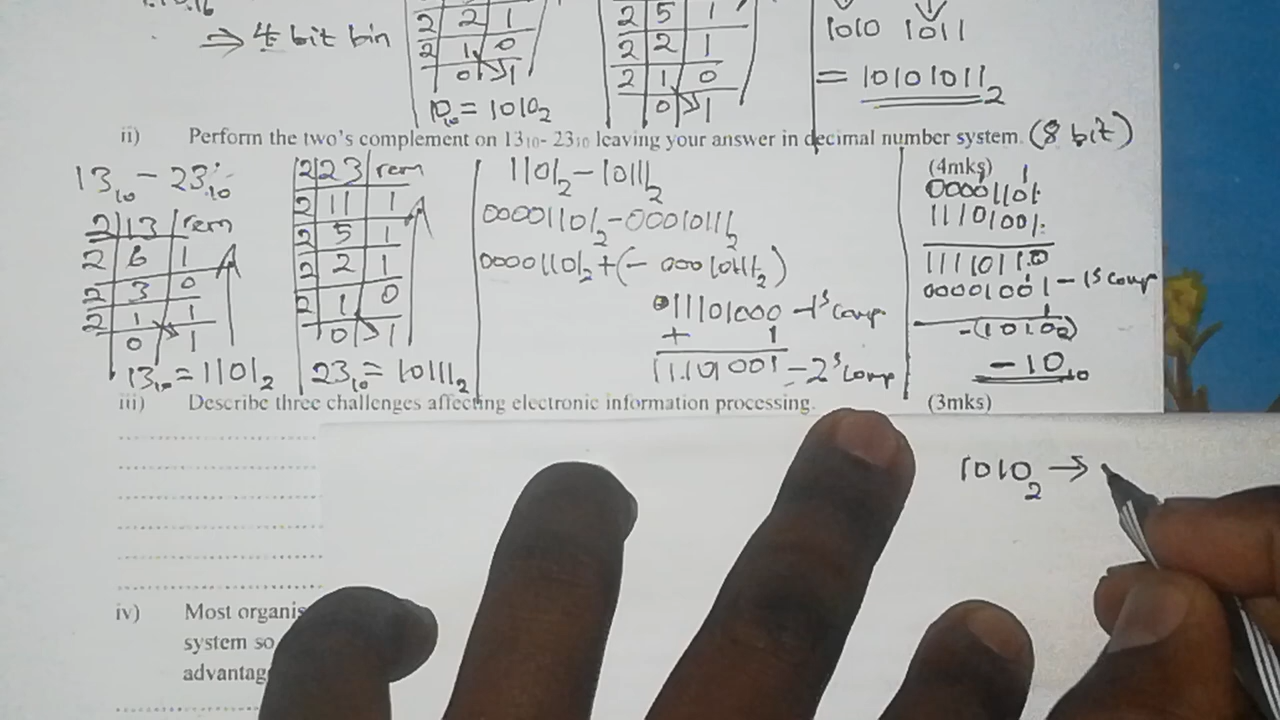 ⇒ 4 bit bin
2 2 1
2 1 0
0 1
10₁₀ = 1010₂
2 5 1
2 2 1
2 1 0
0 1
1010 1011
= 10101011₂
ii) Perform the two's complement on 13₁₀- 23₁₀ leaving your answer in decimal number system. (8 bit)
(4mks)
13₁₀ - 23₁₀
2 13 rem
2 6 1
2 3 0
2 1 1
0 1
13₁₀ = 1101₂
2 23 rem
2 11 1
2 5 1
2 2 1
2 1 0
0 1
23₁₀ = 10111₂
1101₂ - 10111₂
00001101₂ - 00010111₂
00001101₂ + (- 00010111₂)
11101000 - 1s comp
+ 1
11101001 - 2s comp
00001101
11101001
11110110
00001001 - 1s comp
1
-(1010₂)
-10₁₀
iii) Describe three challenges affecting electronic information processing. (3mks)
1010₂ →
iv) Most organis
system so
advantag